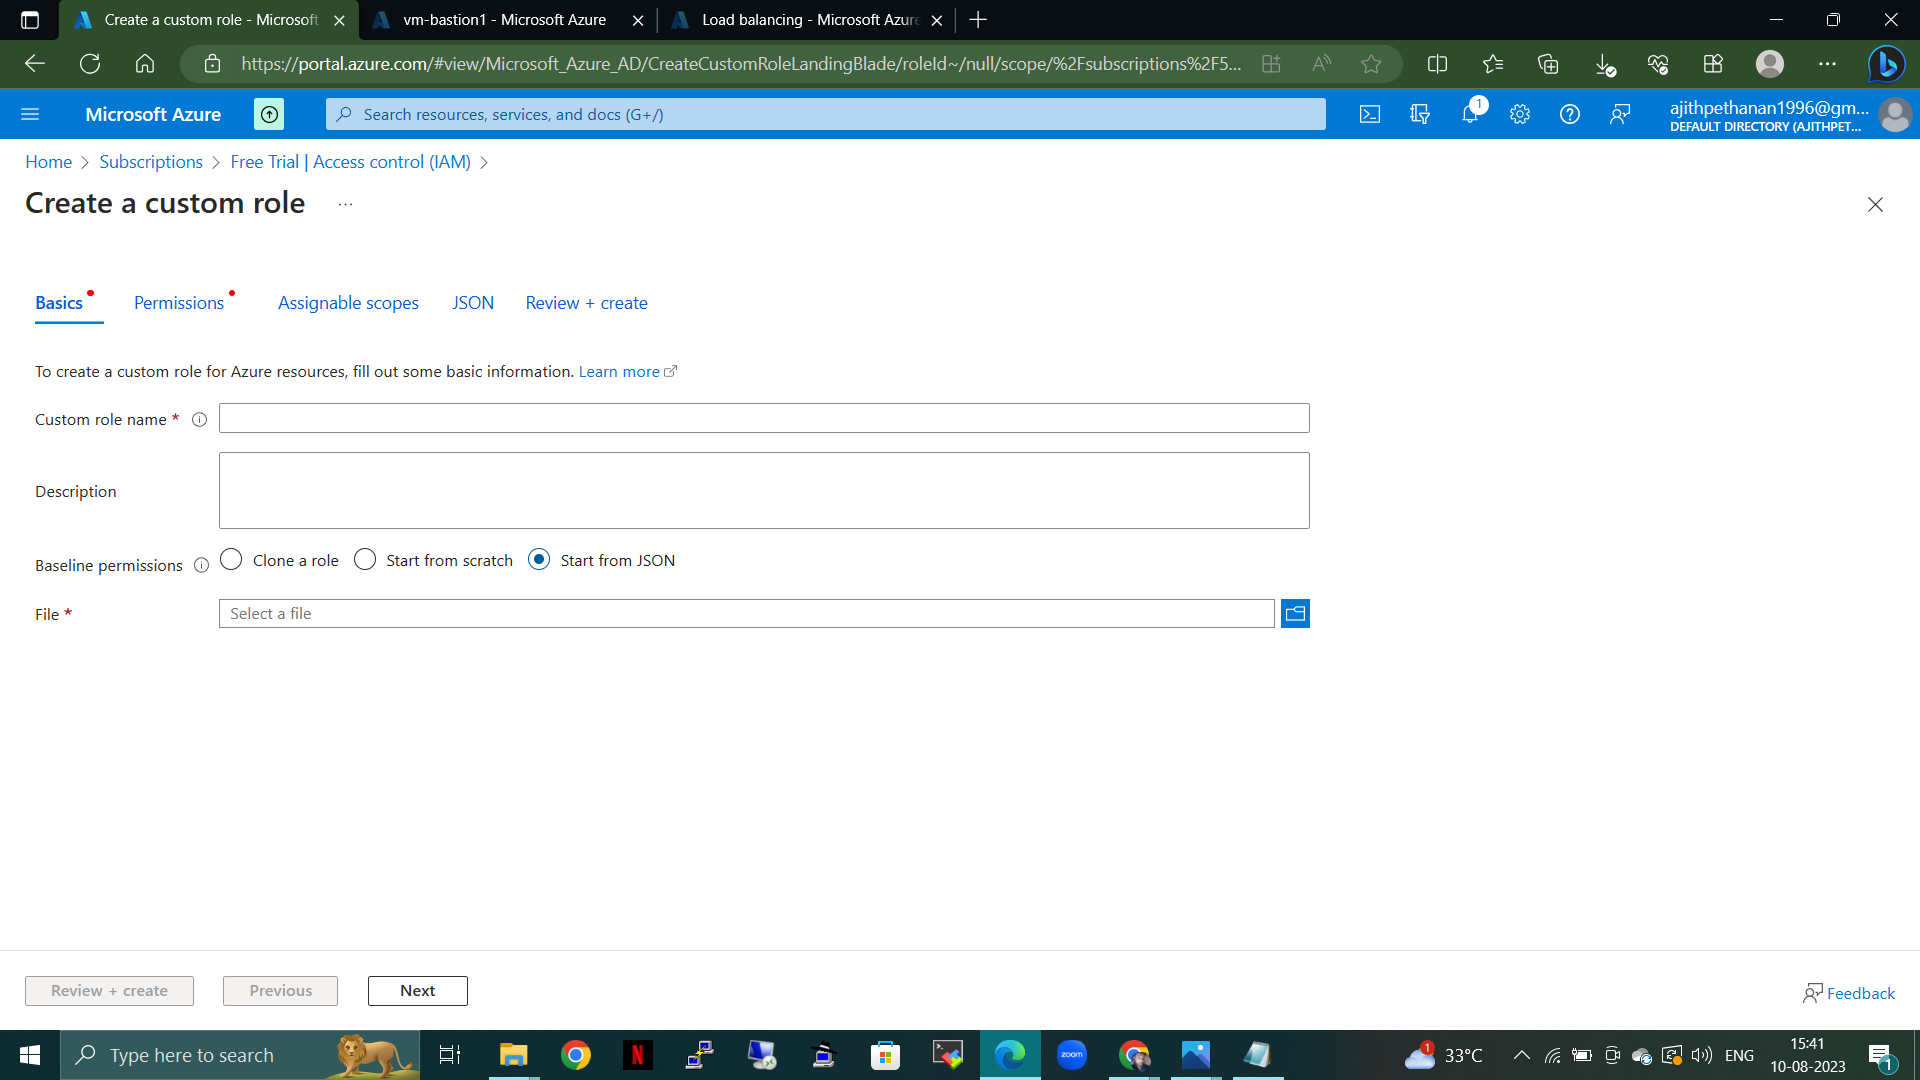 Create a custom role - Microsoft
vm-bastion1 - Microsoft Azure
Load balancing - Microsoft Azure
https://portal.azure.com/#view/Microsoft_Azure_AD/CreateCustomRoleLandingBlade/roleId~/null/scope/%2Fsubscriptions%2F5...
Microsoft Azure
Search resources, services, and docs (G+/)
1
ajithpethanan1996@gm...
DEFAULT DIRECTORY (AJITHPET...
Home > Subscriptions > Free Trial | Access control (IAM) >
Create a custom role ...
Basics
Permissions
Assignable scopes
JSON
Review + create
To create a custom role for Azure resources, fill out some basic information. Learn more
Custom role name *
Description
Baseline permissions
Clone a role
Start from scratch
Start from JSON
File *
Select a file
Review + create
Previous
Next
Feedback
Type here to search
N
zoom
1
33°C
ENG
15:41
10-08-2023
1